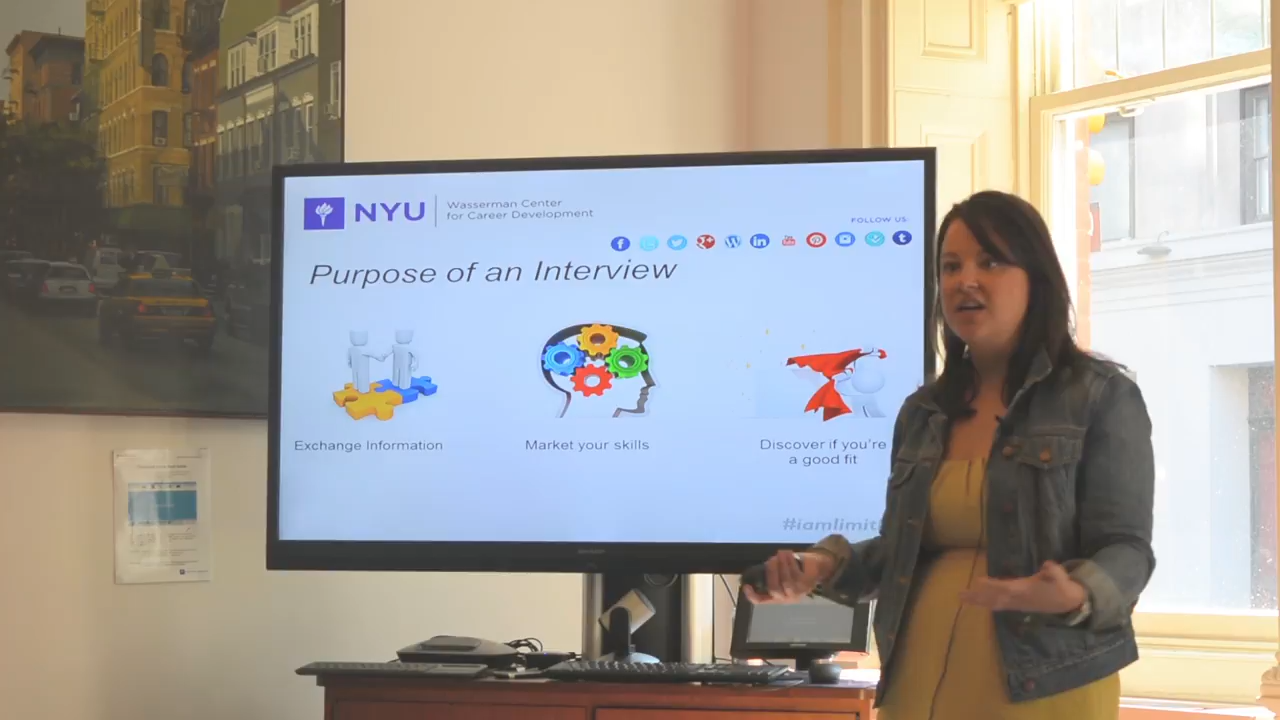 NYU
Wasserman Center
for Career Development
FOLLOW US:
Purpose of an Interview
Exchange Information
Market your skills
Discover if you're
a good fit
#iamlimitl